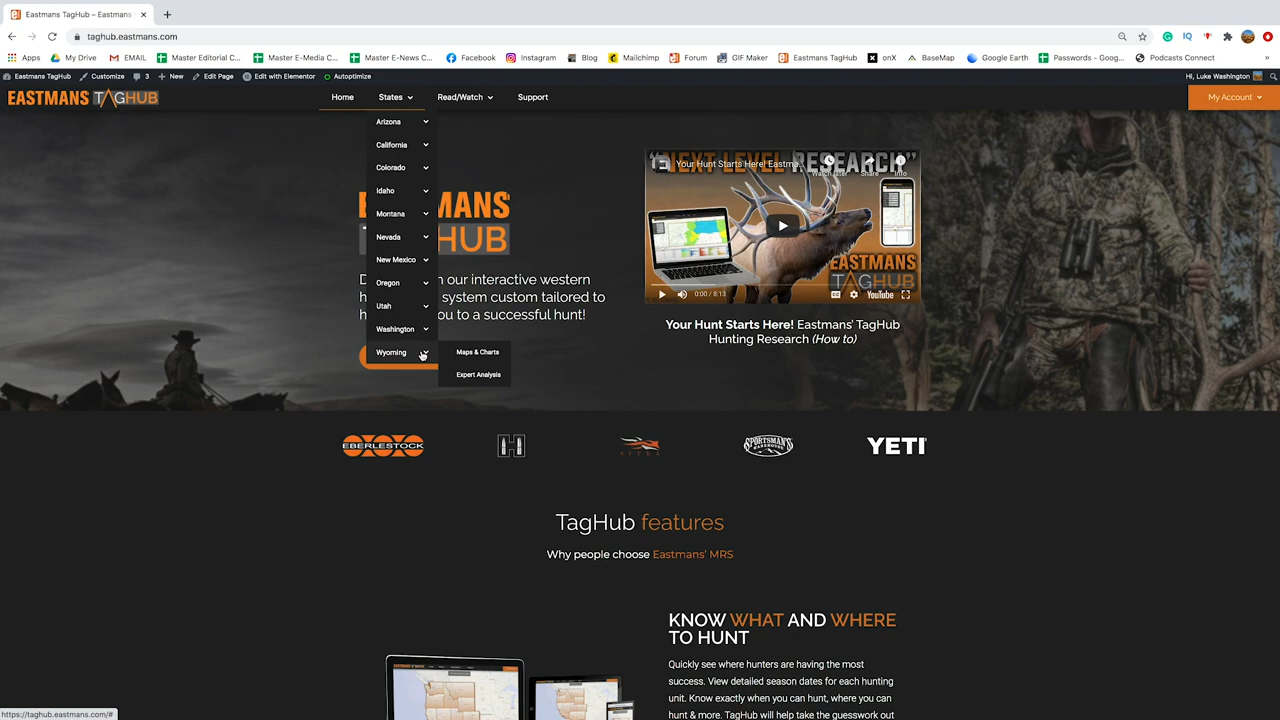 Eastmans TagHub – Eastmans
taghub.eastmans.com
Apps My Drive EMAIL Master Editorial C... Master E-Media C... Master E-News C... Facebook Instagram Blog Mailchimp Forum GIF Maker Eastmans TagHub onX BaseMap Google Earth Passwords - Goog... Podcasts Connect »
Eastmans TagHub Customize 3 New Edit Page Edit with Elementor Autoptimize Hi, Luke Washington
EASTMANS TAGHUB Home States Read/Watch Support My Account
Arizona
California
Colorado
Idaho
Montana
Nevada
New Mexico
Oregon
Utah
Washington
Wyoming
Maps & Charts
Expert Analysis
MANS
HUB
our interactive western
system custom tailored to
you to a successful hunt!
"NEXT LEVEL RESEARCH"
Your Hunt Starts Here! Eastma...
Watch later Share Info
EASTMANS
TAGHUB
0:00 / 8:13 YouTube
Your Hunt Starts Here! Eastmans' TagHub
Hunting Research (How to)
EBERLESTOCK H SITKA SPORTSMAN'S WAREHOUSE YETI
TagHub features
Why people choose Eastmans' MRS
KNOW WHAT AND WHERE
TO HUNT
Quickly see where hunters are having the most
success. View detailed season dates for each hunting
unit. Know exactly when you can hunt, where you can
hunt & more. TagHub will help take the guesswork out
https://taghub.eastmans.com/#